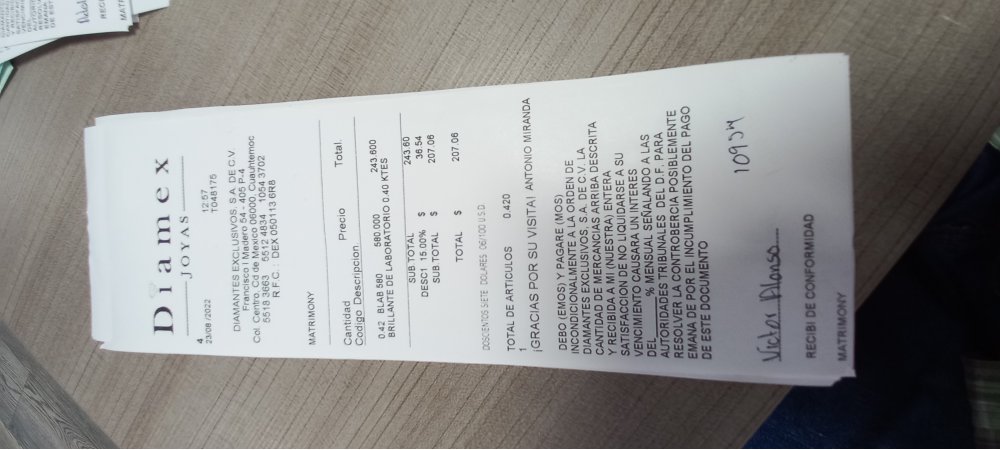 Diamex
JOYAS
4
23/08/2022 12:57
T048175
DIAMANTES EXCLUSIVOS, S.A. DE C.V.
Francisco I Madero 54 - 405 P-4
Col. Centro, Cd de Mexico 06000, Cuauhtemoc
5518 3663 5512 4834 1054 3702
R.F.C. : DEX 050113 6R8
MATRIMONY
Cantidad Precio Total
Codigo Descripcion
0.42 BLAB 580 580.000 243.600
BRILLANTE DE LABORATORIO 0.40 KTES
SUB TOTAL 243.60
DESC1 15.00% $ 36.54
SUB TOTAL $ 207.06
TOTAL $ 207.06
DOSCIENTOS SIETE DOLARES 06/100 U.S.D.
TOTAL DE ARTICULOS 0.420
1
¡GRACIAS POR SU VISITA! ANTONIO MIRANDA
DEBO (EMOS) Y PAGARE (MOS)
INCONDICIONALMENTE A LA ORDEN DE
DIAMANTES EXCLUSIVOS, S.A. DE C.V. LA
CANTIDAD DE MERCANCIAS ARRIBA DESCRITA
Y RECIBIDA A MI (NUESTRA) ENTERA
SATISFACCION DE NO LIQUIDARSE A SU
VENCIMIENTO CAUSARA UN INTERES
DEL % MENSUAL, SEÑALANDO A LAS
AUTORIDADES TRIBUNALES DEL D.F. PARA
RESOLVER LA CONTROBERCIA POSIBLEMENTE
EMANA DE POR EL INCUMPLIMIENTO DEL PAGO
DE ESTE DOCUMENTO
10934
Victor Alonso
RECIBI DE CONFORMIDAD
MATRIMONY